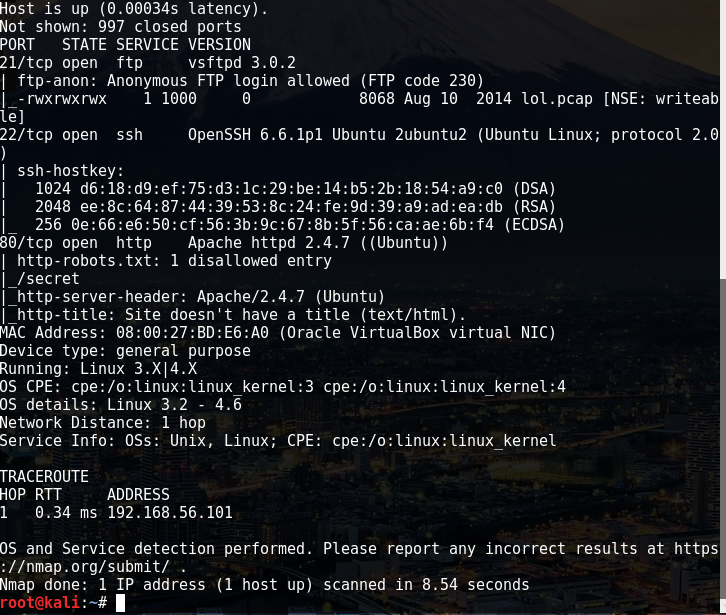 Host is up (0.00034s latency).
Not shown: 997 closed ports
PORT   STATE SERVICE VERSION
21/tcp open  ftp     vsftpd 3.0.2
| ftp-anon: Anonymous FTP login allowed (FTP code 230)
|_-rwxrwxrwx    1 1000     0            8068 Aug 10  2014 lol.pcap [NSE: writeab
le]
22/tcp open  ssh     OpenSSH 6.6.1p1 Ubuntu 2ubuntu2 (Ubuntu Linux; protocol 2.0
)
| ssh-hostkey:
|   1024 d6:18:d9:ef:75:d3:1c:29:be:14:b5:2b:18:54:a9:c0 (DSA)
|   2048 ee:8c:64:87:44:39:53:8c:24:fe:9d:39:a9:ad:ea:db (RSA)
|_  256 0e:66:e6:50:cf:56:3b:9c:67:8b:5f:56:ca:ae:6b:f4 (ECDSA)
80/tcp open  http    Apache httpd 2.4.7 ((Ubuntu))
| http-robots.txt: 1 disallowed entry
|_/secret
|_http-server-header: Apache/2.4.7 (Ubuntu)
|_http-title: Site doesn't have a title (text/html).
MAC Address: 08:00:27:BD:E6:A0 (Oracle VirtualBox virtual NIC)
Device type: general purpose
Running: Linux 3.X|4.X
OS CPE: cpe:/o:linux:linux_kernel:3 cpe:/o:linux:linux_kernel:4
OS details: Linux 3.2 - 4.6
Network Distance: 1 hop
Service Info: OSs: Unix, Linux; CPE: cpe:/o:linux:linux_kernel
TRACEROUTE
HOP RTT     ADDRESS
1   0.34 ms 192.168.56.101
OS and Service detection performed. Please report any incorrect results at https
://nmap.org/submit/ .
Nmap done: 1 IP address (1 host up) scanned in 8.54 seconds
root@kali:~#